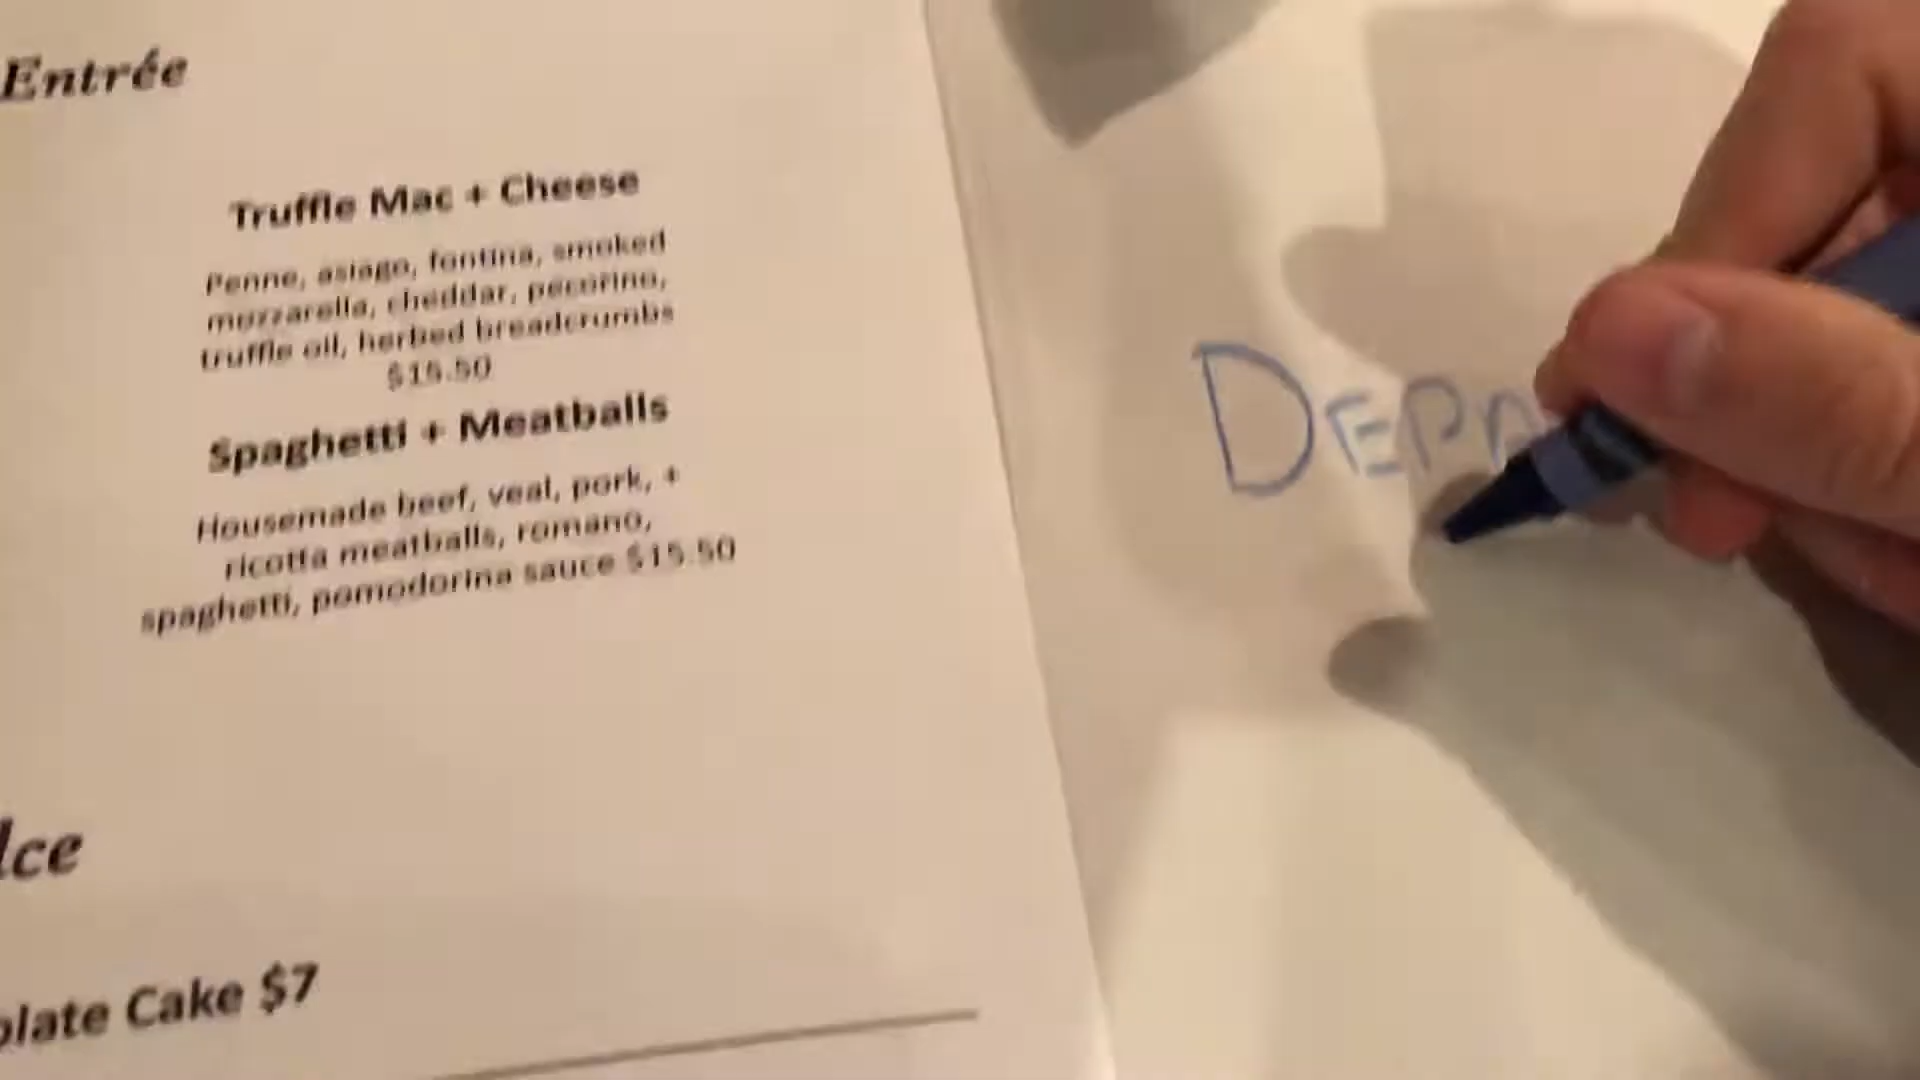 Entrée
Truffle Mac + Cheese
Penne, asiago, fontina, smoked
mozzarella, cheddar, pecorino,
truffle oil, herbed breadcrumbs
$15.50
Spaghetti + Meatballs
Housemade beef, veal, pork, +
ricotta meatballs, romano,
spaghetti, pomodorina sauce $15.50
lce
olate Cake $7
DEPA